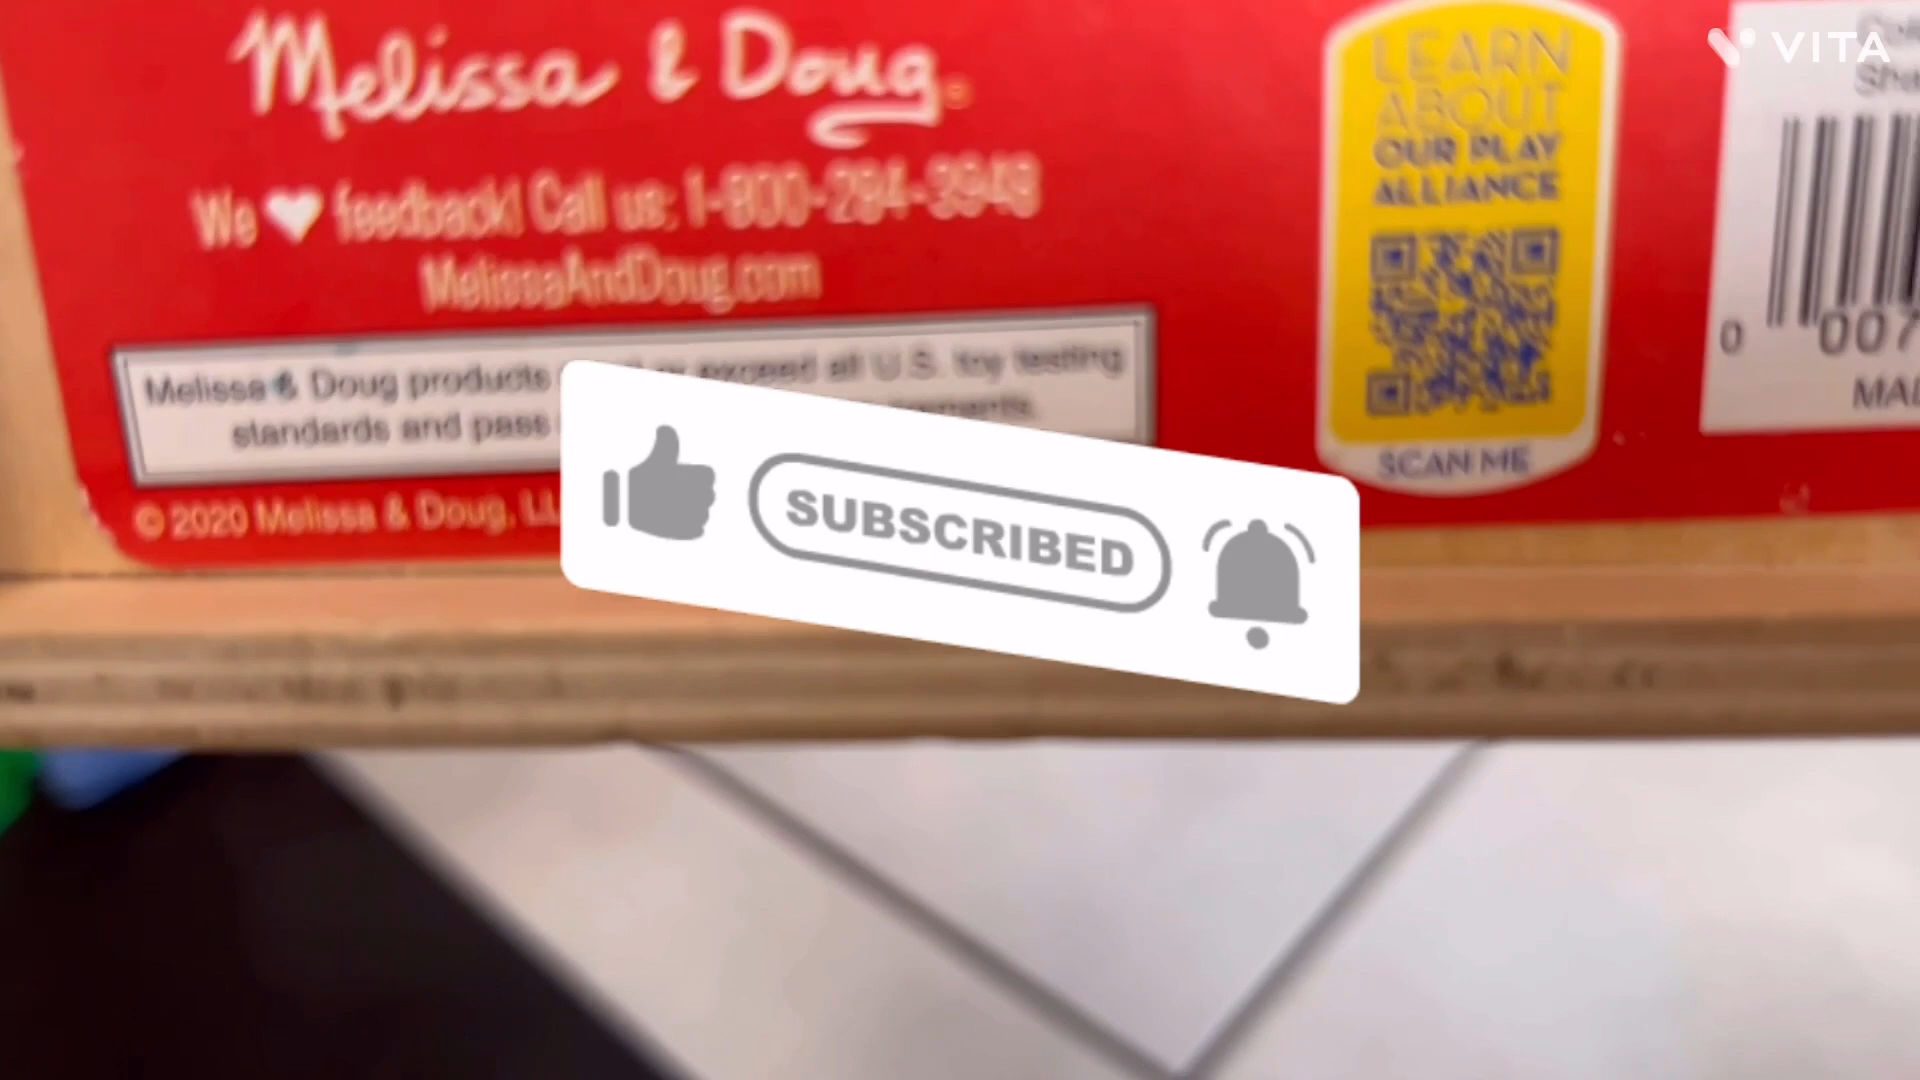 Melissa & Doug
We ♥ feedback! Call us: 1-800-284-3948
MelissaAndDoug.com
Melissa & Doug products or exceed all U.S. toy testing
standards and pass
© 2020 Melissa & Doug, LL
SUBSCRIBED
LEARN
ABOUT
OUR PLAY
ALLIANCE
SCAN ME
VITA
Sha
0 007
MAD